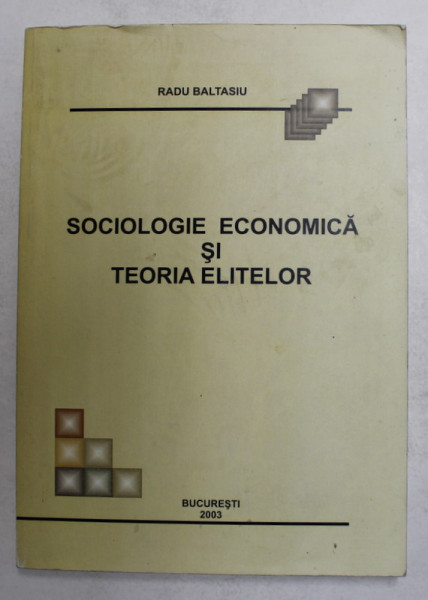 RADU BALTASIU
SOCIOLOGIE ECONOMICĂ
ŞI
TEORIA ELITELOR
BUCUREŞTI
2003